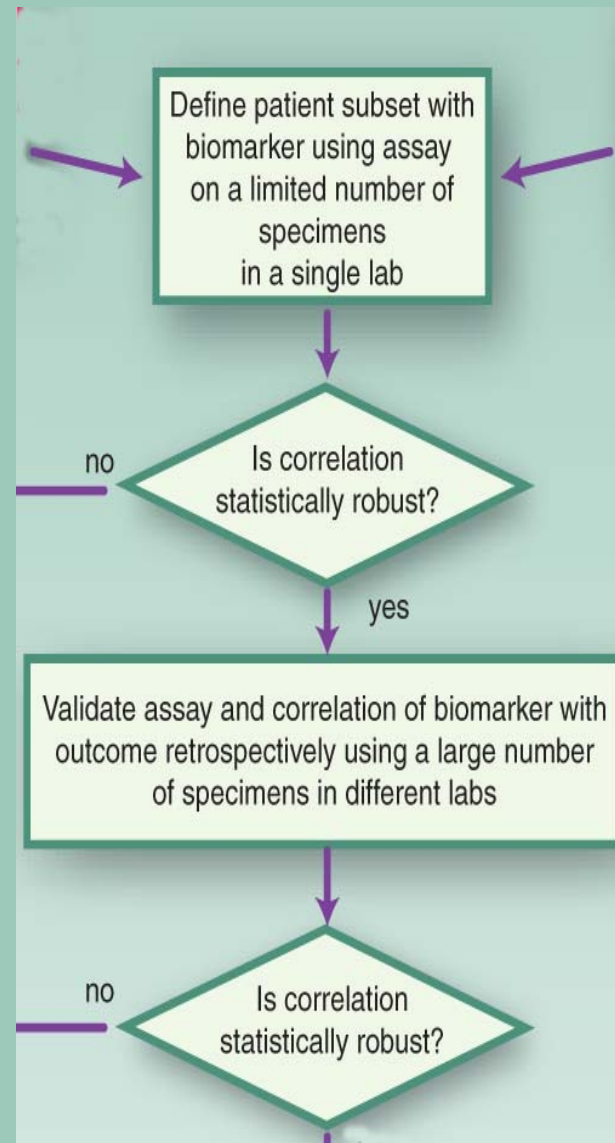 Define patient subset with
biomarker using assay
on a limited number of
specimens
in a single lab
no
Is correlation
statistically robust?
yes
Validate assay and correlation of biomarker with
outcome retrospectively using a large number
of specimens in different labs
no
Is correlation
statistically robust?